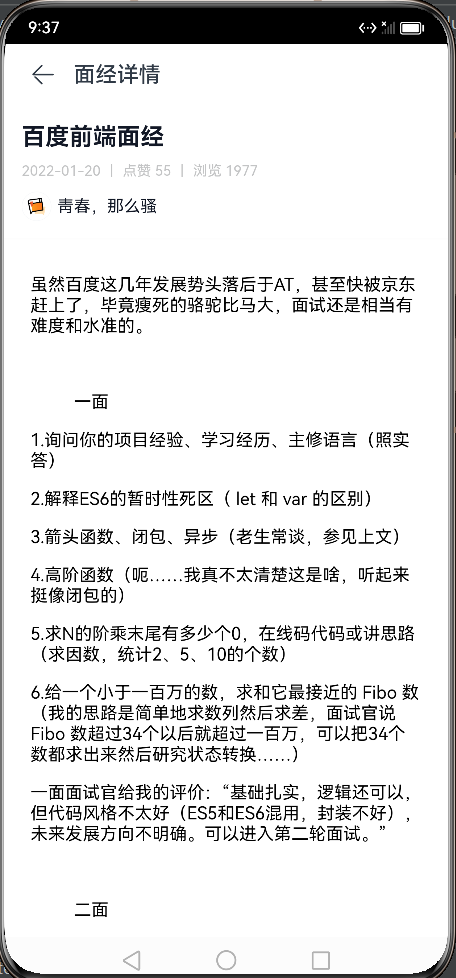 9:37
面经详情
百度前端面经
2022-01-20 | 点赞 55 | 浏览 1977
青春，那么骚
虽然百度这几年发展势头落后于AT，甚至快被京东
赶上了，毕竟瘦死的骆驼比马大，面试还是相当有
难度和水准的。
一面
1.询问你的项目经验、学习经历、主修语言（照实
答）
2.解释ES6的暂时性死区（ let 和 var 的区别）
3.箭头函数、闭包、异步（老生常谈，参见上文）
4.高阶函数（呃……我真不太清楚这是啥，听起来
挺像闭包的）
5.求N的阶乘末尾有多少个0，在线码代码或讲思路
（求因数，统计2、5、10的个数）
6.给一个小于一百万的数，求和它最接近的 Fibo 数
（我的思路是简单地求数列然后求差，面试官说
Fibo 数超过34个以后就超过一百万，可以把34个
数都求出来然后研究状态转换……）
一面面试官给我的评价：“基础扎实，逻辑还可以，
但代码风格不太好（ES5和ES6混用，封装不好），
未来发展方向不明确。可以进入第二轮面试。”
二面